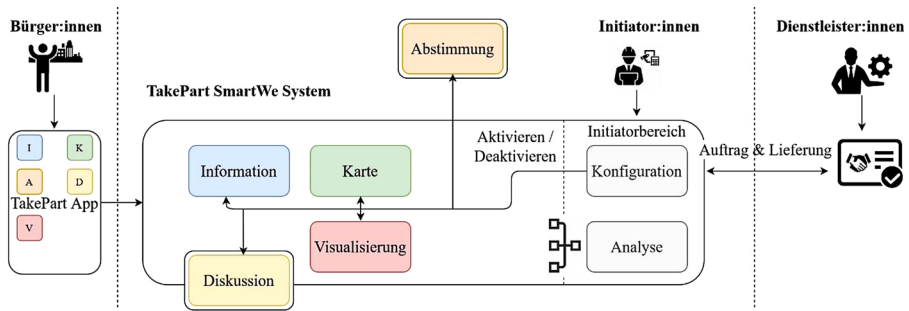 Bürger:innen
Initiator:innen
Dienstleister:innen
Abstimmung
TakePart SmartWe System
I
K
A
D
TakePart App
V
Information
Karte
Aktivieren /
Deaktivieren
Initiatorbereich
Konfiguration
Auftrag & Lieferung
Visualisierung
Analyse
Diskussion